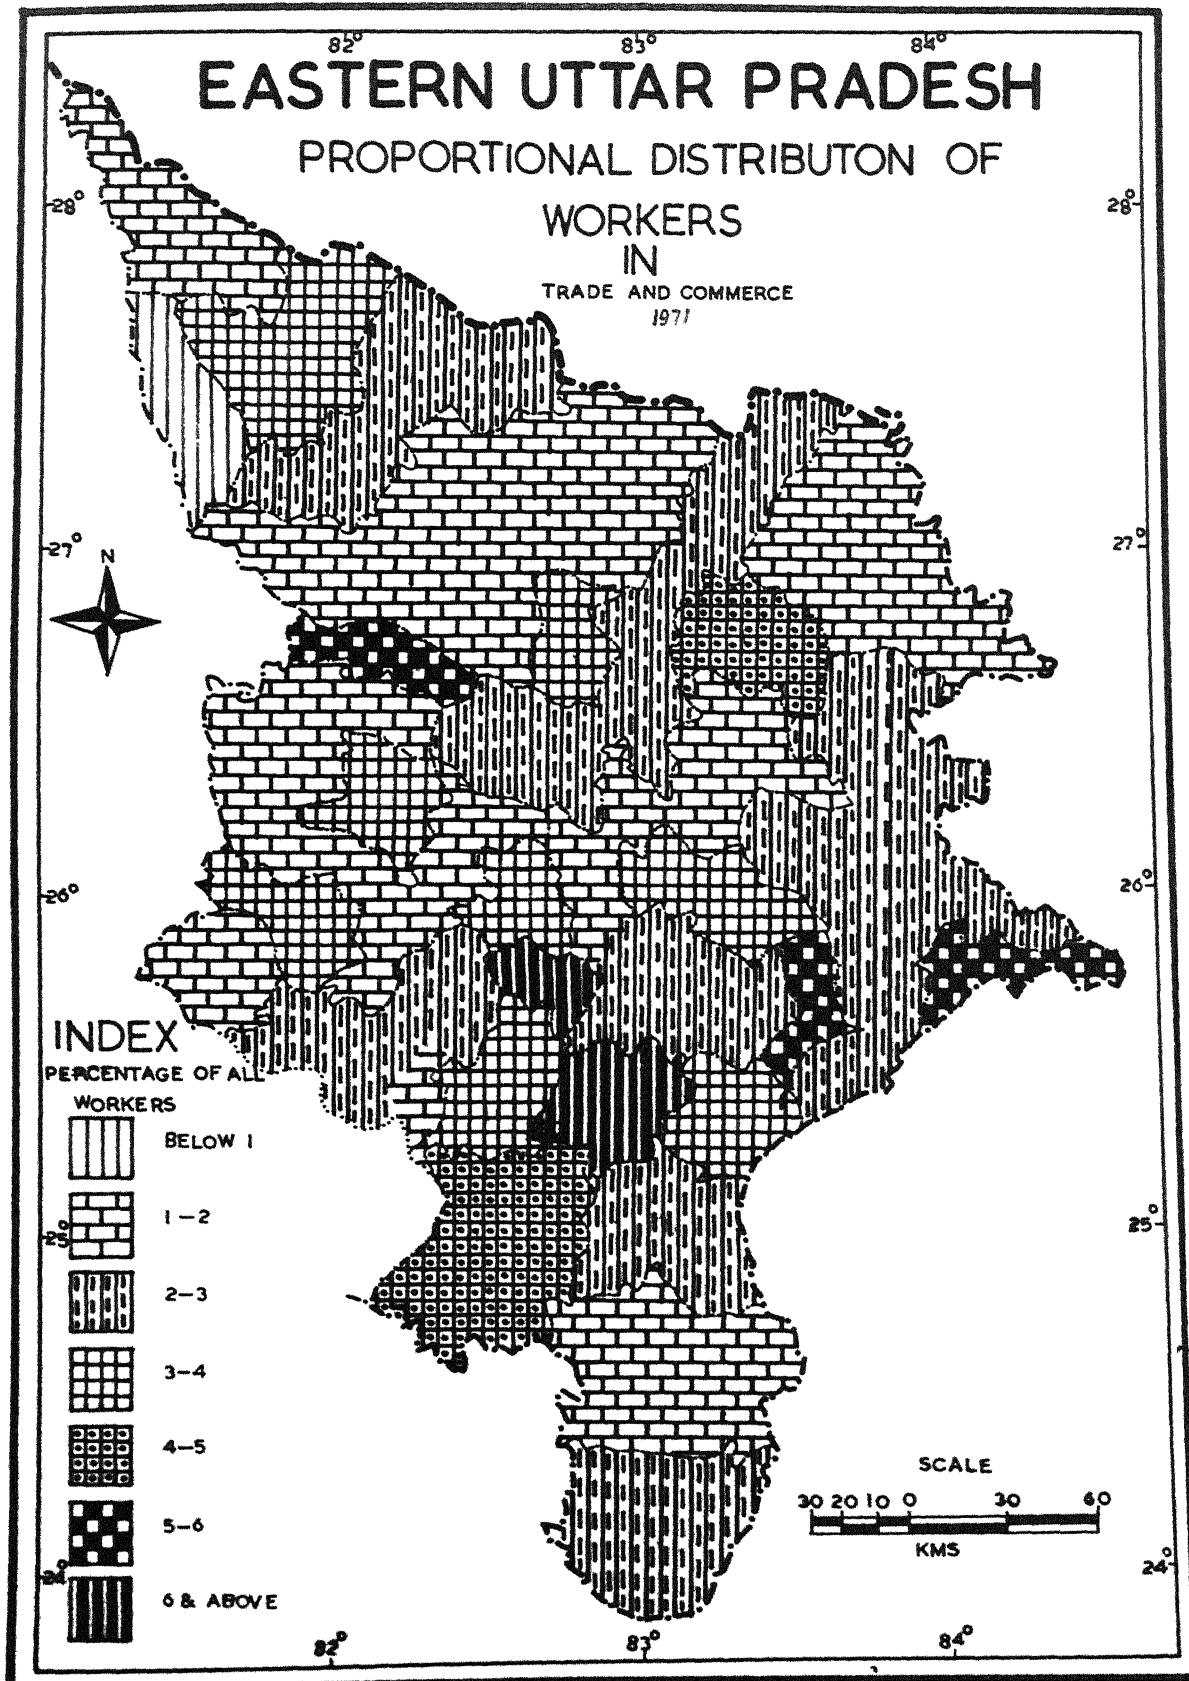 82° 83° 84°
EASTERN UTTAR PRADESH
PROPORTIONAL DISTRIBUTON OF
WORKERS
IN
TRADE AND COMMERCE
1971
28° 28°
27° 27°
N
26° 26°
INDEX
PERCENTAGE OF ALL
WORKERS
BELOW 1
1-2
25° 25°
2-3
3-4
4-5
5-6
6 & ABOVE
SCALE
30 20 10 0 30 60
KMS
24° 24°
82° 83° 84°